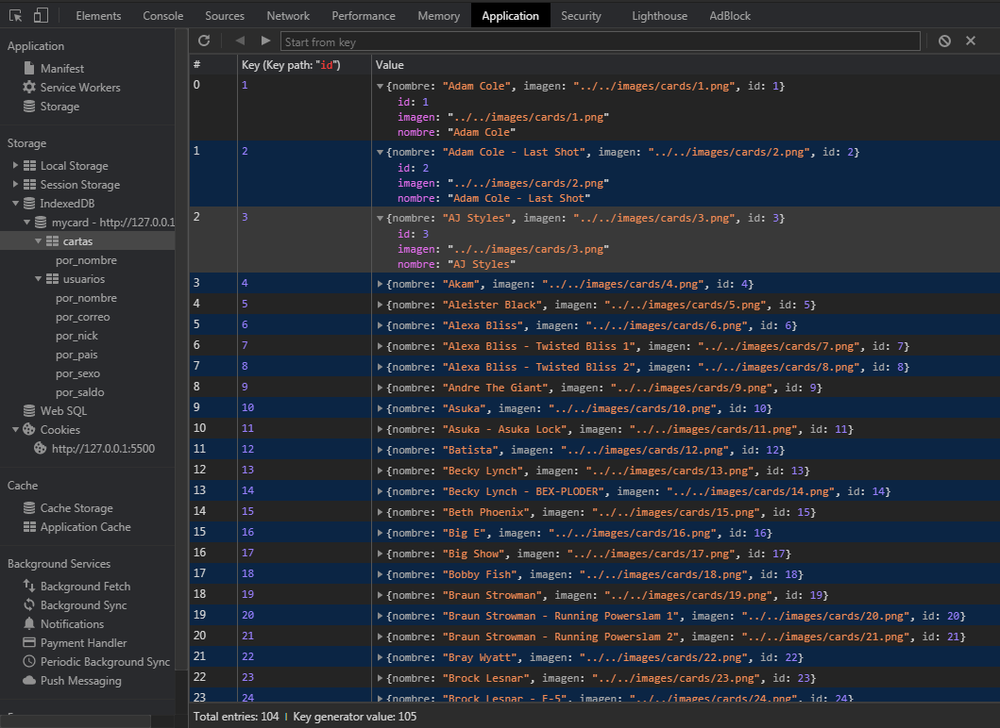 Elements Console Sources Network Performance Memory Application Security Lighthouse AdBlock
Application
Manifest
Service Workers
Storage
Storage
Local Storage
Session Storage
IndexedDB
mycard - http://127.0.0.1
cartas
por_nombre
usuarios
por_nombre
por_correo
por_nick
por_pais
por_sexo
por_saldo
Web SQL
Cookies
http://127.0.0.1:5500
Cache
Cache Storage
Application Cache
Background Services
Background Fetch
Background Sync
Notifications
Payment Handler
Periodic Background Sync
Push Messaging
Start from key
# Key (Key path: "id") Value
0 1 {nombre: "Adam Cole", imagen: "../../images/cards/1.png", id: 1}
id: 1
imagen: "../../images/cards/1.png"
nombre: "Adam Cole"
1 2 {nombre: "Adam Cole - Last Shot", imagen: "../../images/cards/2.png", id: 2}
id: 2
imagen: "../../images/cards/2.png"
nombre: "Adam Cole - Last Shot"
2 3 {nombre: "AJ Styles", imagen: "../../images/cards/3.png", id: 3}
id: 3
imagen: "../../images/cards/3.png"
nombre: "AJ Styles"
3 4 {nombre: "Akam", imagen: "../../images/cards/4.png", id: 4}
4 5 {nombre: "Aleister Black", imagen: "../../images/cards/5.png", id: 5}
5 6 {nombre: "Alexa Bliss", imagen: "../../images/cards/6.png", id: 6}
6 7 {nombre: "Alexa Bliss - Twisted Bliss 1", imagen: "../../images/cards/7.png", id: 7}
7 8 {nombre: "Alexa Bliss - Twisted Bliss 2", imagen: "../../images/cards/8.png", id: 8}
8 9 {nombre: "Andre The Giant", imagen: "../../images/cards/9.png", id: 9}
9 10 {nombre: "Asuka", imagen: "../../images/cards/10.png", id: 10}
10 11 {nombre: "Asuka - Asuka Lock", imagen: "../../images/cards/11.png", id: 11}
11 12 {nombre: "Batista", imagen: "../../images/cards/12.png", id: 12}
12 13 {nombre: "Becky Lynch", imagen: "../../images/cards/13.png", id: 13}
13 14 {nombre: "Becky Lynch - BEX-PLODER", imagen: "../../images/cards/14.png", id: 14}
14 15 {nombre: "Beth Phoenix", imagen: "../../images/cards/15.png", id: 15}
15 16 {nombre: "Big E", imagen: "../../images/cards/16.png", id: 16}
16 17 {nombre: "Big Show", imagen: "../../images/cards/17.png", id: 17}
17 18 {nombre: "Bobby Fish", imagen: "../../images/cards/18.png", id: 18}
18 19 {nombre: "Braun Strowman", imagen: "../../images/cards/19.png", id: 19}
19 20 {nombre: "Braun Strowman - Running Powerslam 1", imagen: "../../images/cards/20.png", id: 20}
20 21 {nombre: "Braun Strowman - Running Powerslam 2", imagen: "../../images/cards/21.png", id: 21}
21 22 {nombre: "Bray Wyatt", imagen: "../../images/cards/22.png", id: 22}
22 23 {nombre: "Brock Lesnar", imagen: "../../images/cards/23.png", id: 23}
23 24 {nombre: "Brock Lesnar - F-5", imagen: "../../images/cards/24.png", id: 24}
Total entries: 104 Key generator value: 105